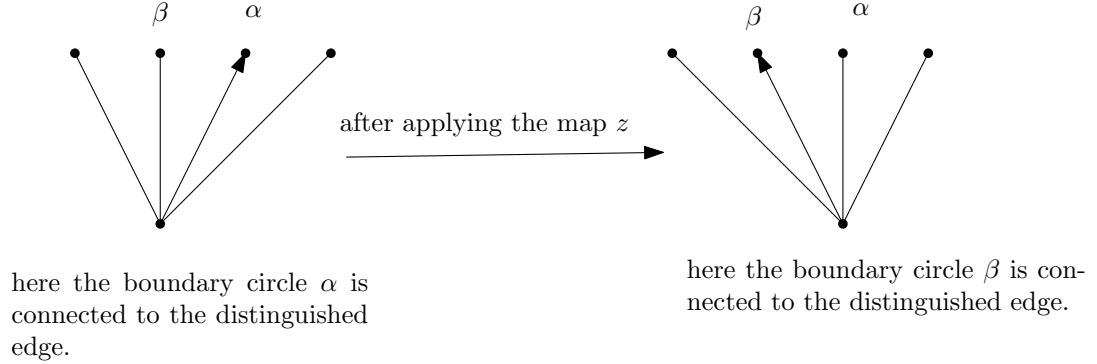 β α
β α
after applying the map z
here the boundary circle α is
connected to the distinguished
edge.
here the boundary circle β is con-
nected to the distinguished edge.